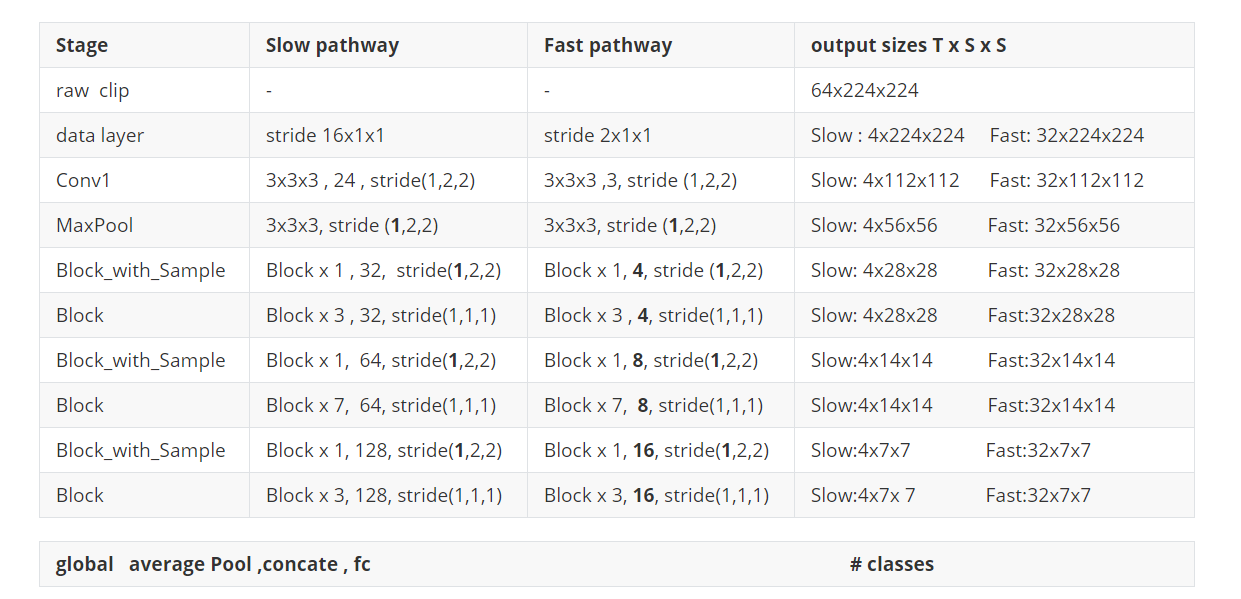 Stage Slow pathway Fast pathway output sizes T x S x S
raw clip - - 64x224x224
data layer stride 16x1x1 stride 2x1x1 Slow : 4x224x224 Fast: 32x224x224
Conv1 3x3x3 , 24 , stride(1,2,2) 3x3x3 ,3, stride (1,2,2) Slow: 4x112x112 Fast: 32x112x112
MaxPool 3x3x3, stride (1,2,2) 3x3x3, stride (1,2,2) Slow: 4x56x56 Fast: 32x56x56
Block_with_Sample Block x 1 , 32, stride(1,2,2) Block x 1, 4, stride (1,2,2) Slow: 4x28x28 Fast: 32x28x28
Block Block x 3 , 32, stride(1,1,1) Block x 3 , 4, stride(1,1,1) Slow: 4x28x28 Fast:32x28x28
Block_with_Sample Block x 1, 64, stride(1,2,2) Block x 1, 8, stride(1,2,2) Slow:4x14x14 Fast:32x14x14
Block Block x 7, 64, stride(1,1,1) Block x 7, 8, stride(1,1,1) Slow:4x14x14 Fast:32x14x14
Block_with_Sample Block x 1, 128, stride(1,2,2) Block x 1, 16, stride(1,2,2) Slow:4x7x7 Fast:32x7x7
Block Block x 3, 128, stride(1,1,1) Block x 3, 16, stride(1,1,1) Slow:4x7x 7 Fast:32x7x7
global average Pool ,concate , fc # classes